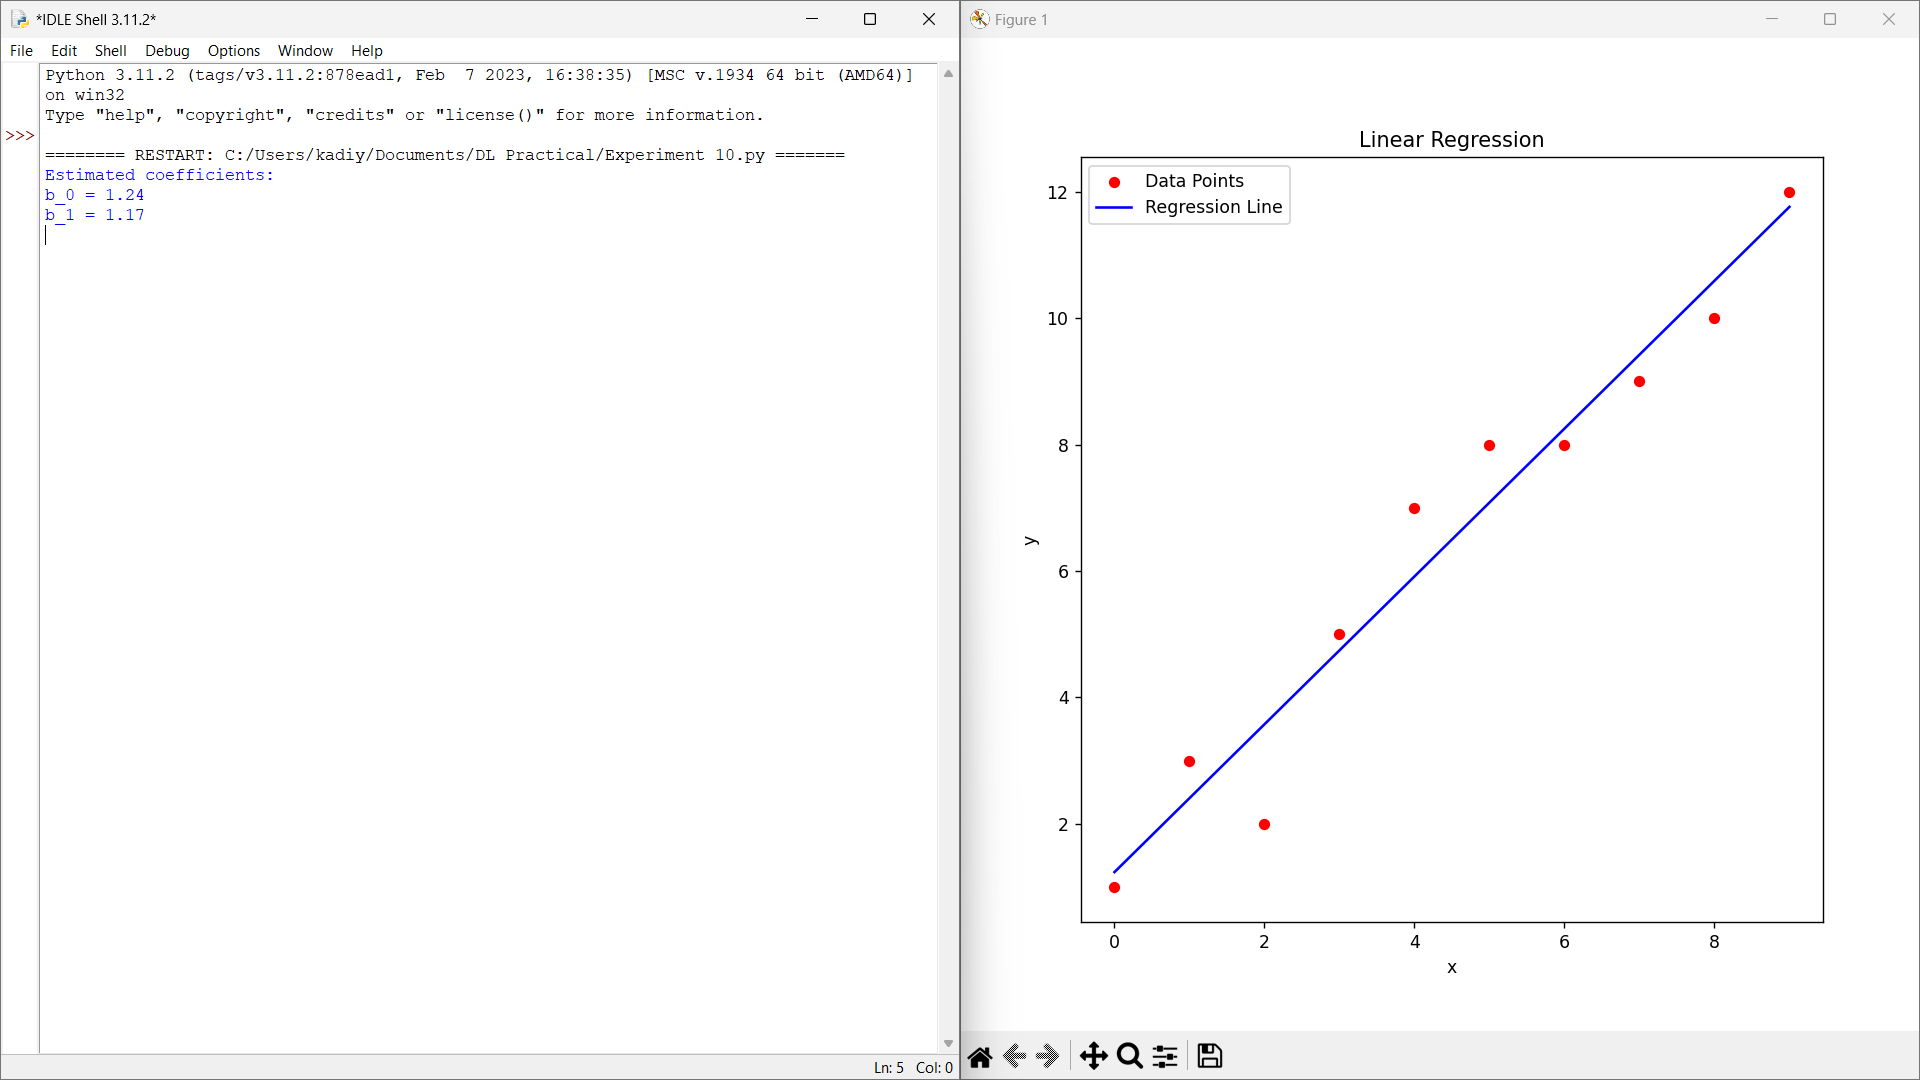 *IDLE Shell 3.11.2*
File Edit Shell Debug Options Window Help
Python 3.11.2 (tags/v3.11.2:878ead1, Feb  7 2023, 16:38:35) [MSC v.1934 64 bit (AMD64)]
on win32
Type "help", "copyright", "credits" or "license()" for more information.
>>>
======== RESTART: C:/Users/kadiy/Documents/DL Practical/Experiment 10.py =======
Estimated coefficients:
b_0 = 1.24
b_1 = 1.17
Ln: 5 Col: 0
Figure 1
Linear Regression
Data Points
Regression Line
12
10
8
6
4
2
y
0 2 4 6 8
x